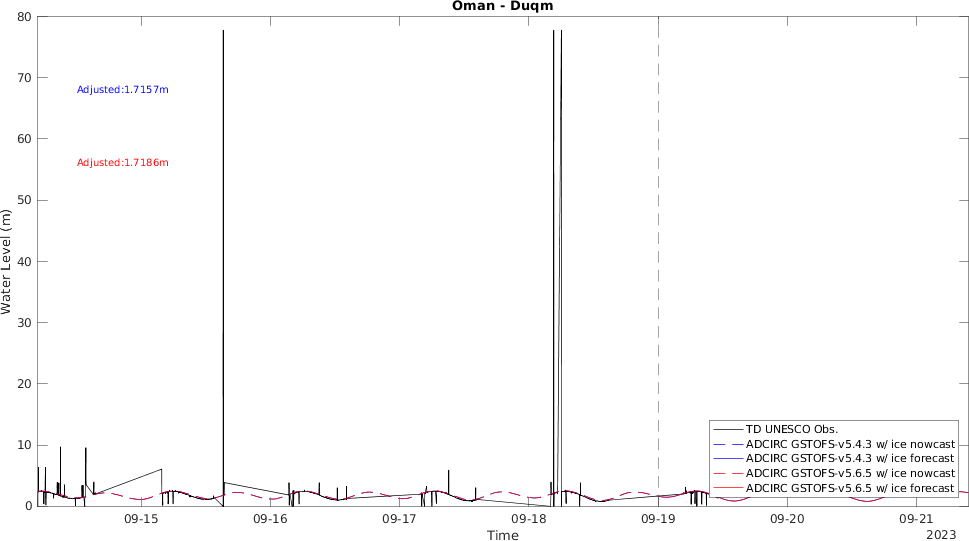 Oman - Duqm
80
70
60
50
40
30
20
10
0
Water Level (m)
Adjusted:1.7157m
Adjusted:1.7186m
TD UNESCO Obs.
ADCIRC GSTOFS-v5.4.3 w/ ice nowcast
ADCIRC GSTOFS-v5.4.3 w/ ice forecast
ADCIRC GSTOFS-v5.6.5 w/ ice nowcast
ADCIRC GSTOFS-v5.6.5 w/ ice forecast
09-15 09-16 09-17 09-18 09-19 09-20 09-21
Time
2023